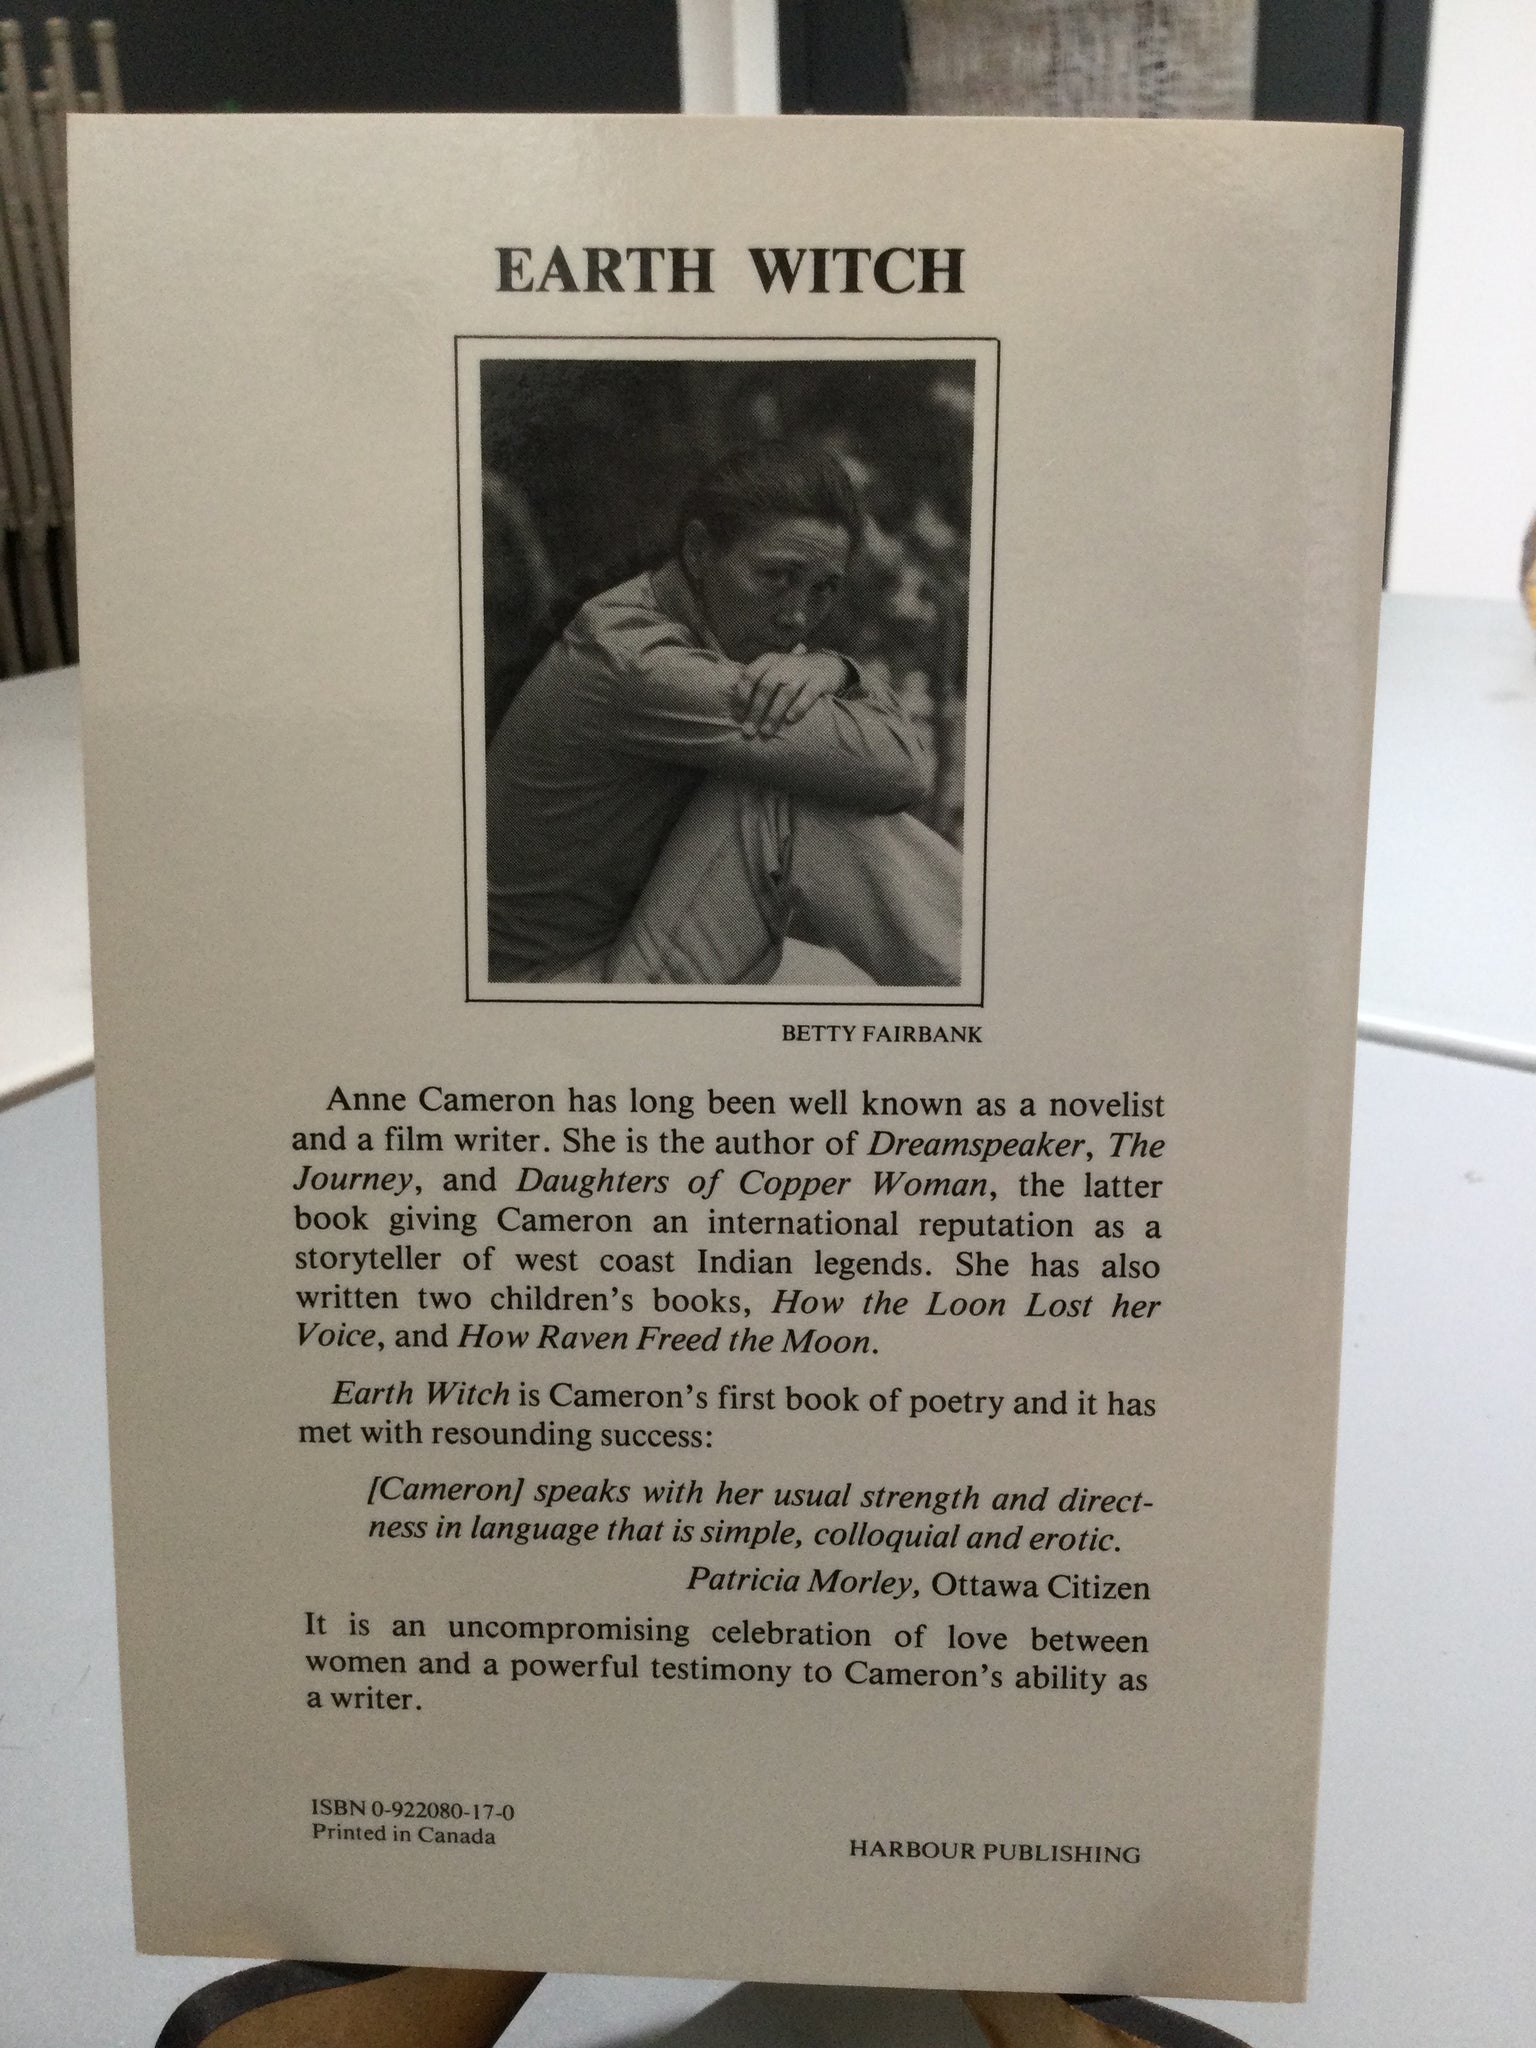 EARTH WITCH
BETTY FAIRBANK
Anne Cameron has long been well known as a novelist
and a film writer. She is the author of Dreamspeaker, The
Journey, and Daughters of Copper Woman, the latter
book giving Cameron an international reputation as a
storyteller of west coast Indian legends. She has also
written two children's books, How the Loon Lost her
Voice, and How Raven Freed the Moon.
Earth Witch is Cameron's first book of poetry and it has
met with resounding success:
[Cameron] speaks with her usual strength and direct-
ness in language that is simple, colloquial and erotic.
Patricia Morley, Ottawa Citizen
It is an uncompromising celebration of love between
women and a powerful testimony to Cameron's ability as
a writer.
ISBN 0-922080-17-0
Printed in Canada
HARBOUR PUBLISHING